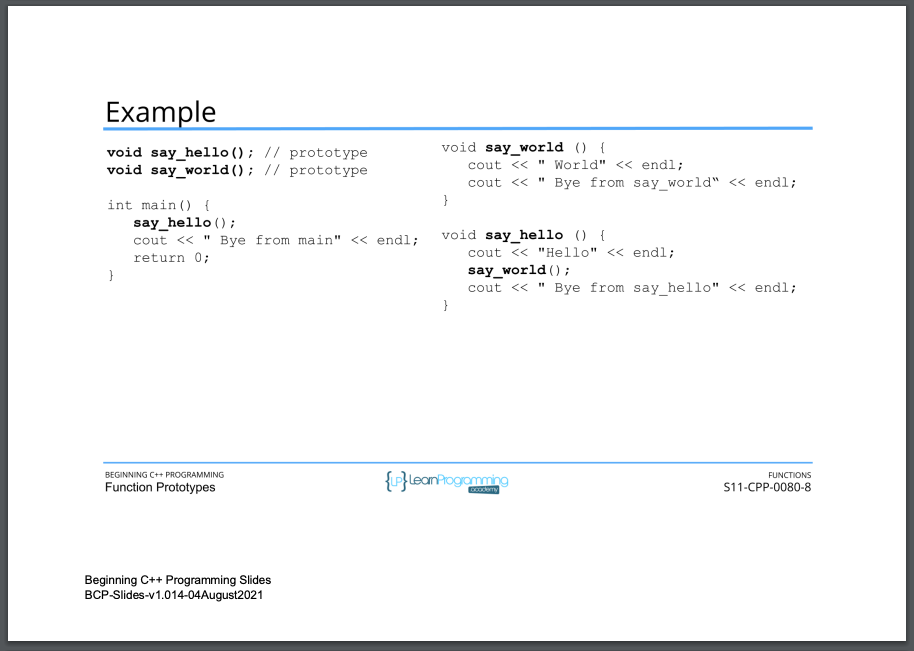 Example
void say_hello(); // prototype
void say_world(); // prototype
int main() {
   say_hello();
   cout << " Bye from main" << endl;
   return 0;
}
void say_world () {
   cout << " World" << endl;
   cout << " Bye from say_world“ << endl;
}
void say_hello () {
   cout << "Hello" << endl;
   say_world();
   cout << " Bye from say_hello" << endl;
}
BEGINNING C++ PROGRAMMING
Function Prototypes
{LP} LearnProgramming
academy
FUNCTIONS
S11-CPP-0080-8
Beginning C++ Programming Slides
BCP-Slides-v1.014-04August2021